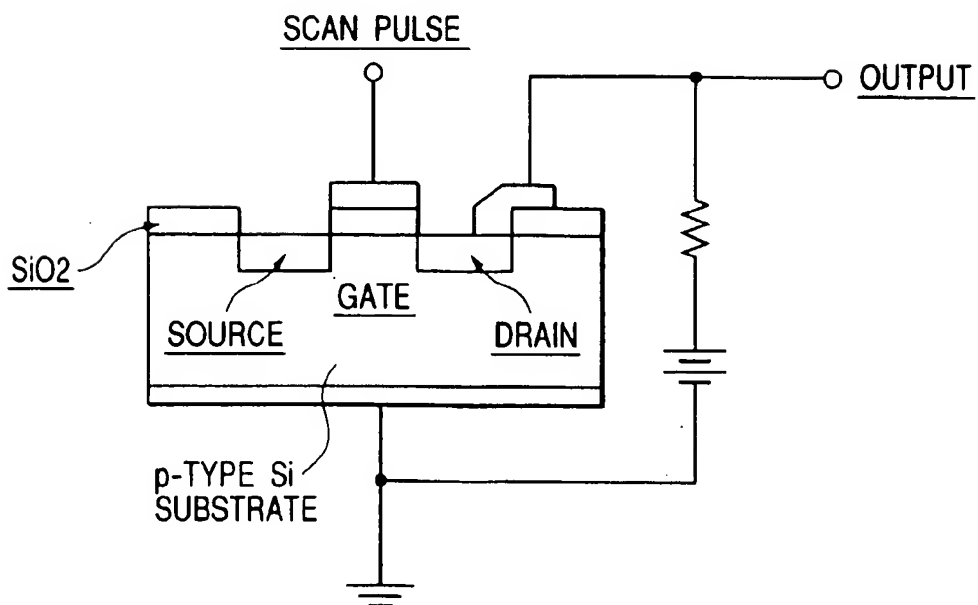 SCAN PULSE
OUTPUT
SiO2
GATE
SOURCE
DRAIN
p-TYPE Si
SUBSTRATE